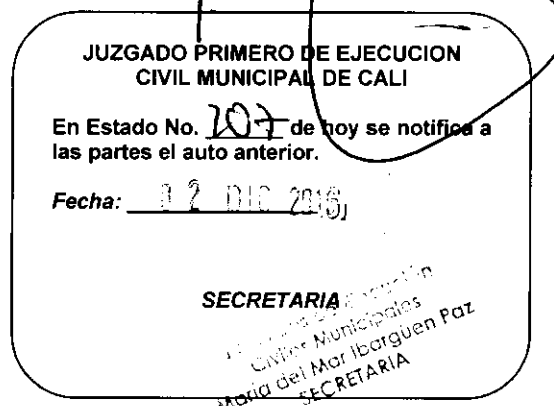 JUZGADO PRIMERO DE EJECUCION
CIVIL MUNICIPAL DE CALI
En Estado No. 207 de hoy se notifica a
las partes el auto anterior.
Fecha: 02 DIC 2016
SECRETARIA
Civiles Municipales
Maria del Mar Ibarguen Paz
SECRETARIA